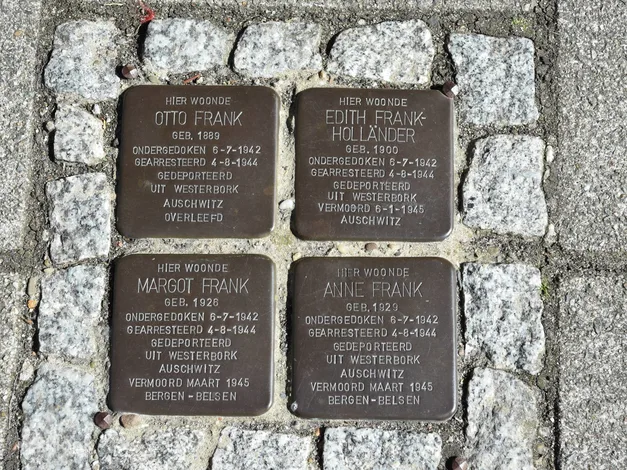 HIER WOONDE
OTTO FRANK
GEB. 1889
ONDERGEDOKEN 6-7-1942
GEARRESTEERD 4-8-1944
GEDEPORTEERD
UIT WESTERBORK
AUSCHWITZ
OVERLEEFD
HIER WOONDE
EDITH FRANK-
HOLLÄNDER
GEB. 1900
ONDERGEDOKEN 6-7-1942
GEARRESTEERD 4-8-1944
GEDEPORTEERD
UIT WESTERBORK
VERMOORD 6-1-1945
AUSCHWITZ
HIER WOONDE
MARGOT FRANK
GEB. 1926
ONDERGEDOKEN 6-7-1942
GEARRESTEERD 4-8-1944
GEDEPORTEERD
UIT WESTERBORK
AUSCHWITZ
VERMOORD MAART 1945
BERGEN-BELSEN
HIER WOONDE
ANNE FRANK
GEB. 1929
ONDERGEDOKEN 6-7-1942
GEARRESTEERD 4-8-1944
GEDEPORTEERD
UIT WESTERBORK
AUSCHWITZ
VERMOORD MAART 1945
BERGEN-BELSEN